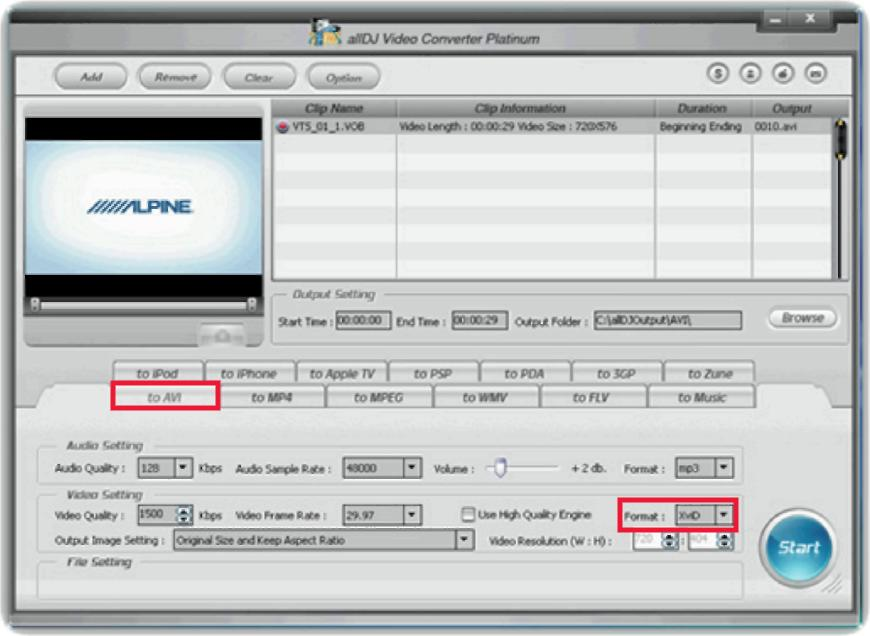 allDJ Video Converter Platinum
Add Remove Clear Option
Clip Name Clip Information Duration Output
VTS_01_1.VOB Video Length : 00:00:29 Video Size : 720X576 Beginning Ending 0010.avi
ALPINE
Output Setting
Start Time : 00:00:00 End Time : 00:00:29 Output Folder : C:\allDJOutput\AVI\ Browse
to iPod to iPhone to Apple TV to PSP to PDA to 3GP to Zune
to AVI to MP4 to MPEG to WMV to FLV to Music
Audio Setting
Audio Quality : 128 Kbps Audio Sample Rate : 48000 Volume : + 2 db. Format : mp3
Video Setting
Video Quality : 1500 Kbps Video Frame Rate : 29.97 Use High Quality Engine Format : XviD
Output Image Setting : Original Size and Keep Aspect Ratio Video Resolution (W : H) : 720 : 404
Start
File Setting